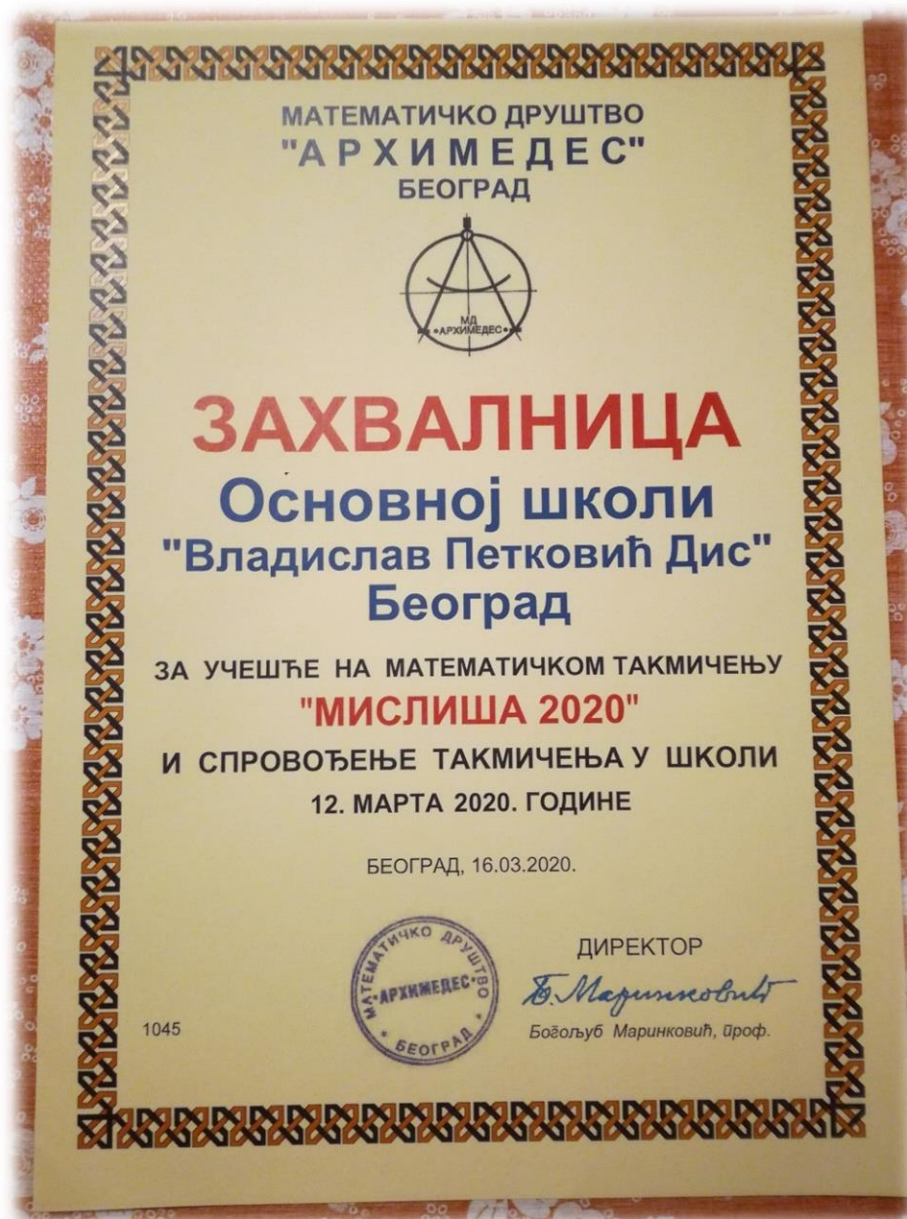 МАТЕМАТИЧКО ДРУШТВО
"АРХИМЕДЕС"
БЕОГРАД
МД
•АРХИМЕДЕС•
ЗАХВАЛНИЦА
Основној школи
"Владислав Петковић Дис"
Београд
ЗА УЧЕШЋЕ НА МАТЕМАТИЧКОМ ТАКМИЧЕЊУ
"МИСЛИША 2020"
И СПРОВОЂЕЊЕ ТАКМИЧЕЊА У ШКОЛИ
12. МАРТА 2020. ГОДИНЕ
БЕОГРАД, 16.03.2020.
МАТЕМАТИЧКО ДРУШТВО
"АРХИМЕДЕС"
БЕОГРАД
ДИРЕКТОР
Б. Маринковић
Богољуб Маринковић, проф.
1045